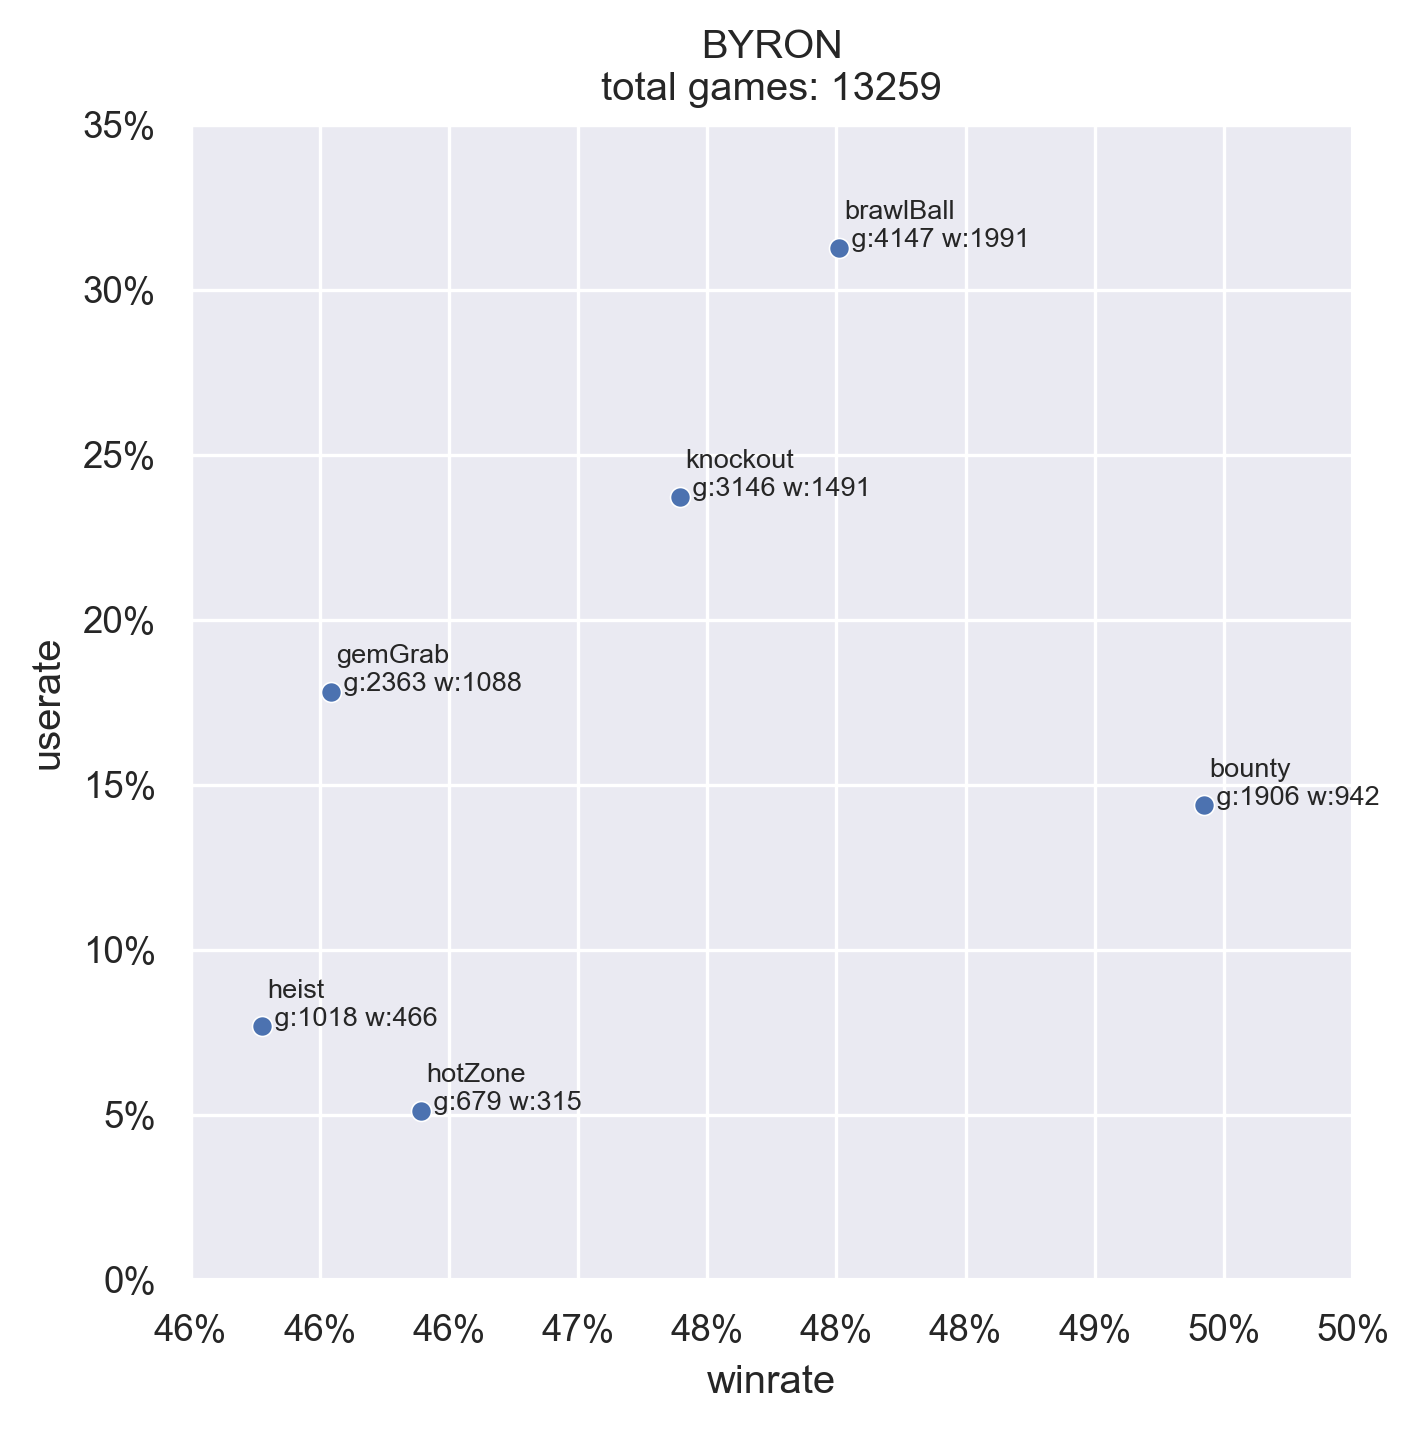 BYRON
total games: 13259
35%
30%
25%
20%
15%
10%
5%
0%
userate
brawlBall
g:4147 w:1991
knockout
g:3146 w:1491
gemGrab
g:2363 w:1088
bounty
g:1906 w:942
heist
g:1018 w:466
hotZone
g:679 w:315
46% 46% 46% 47% 48% 48% 48% 49% 50% 50%
winrate